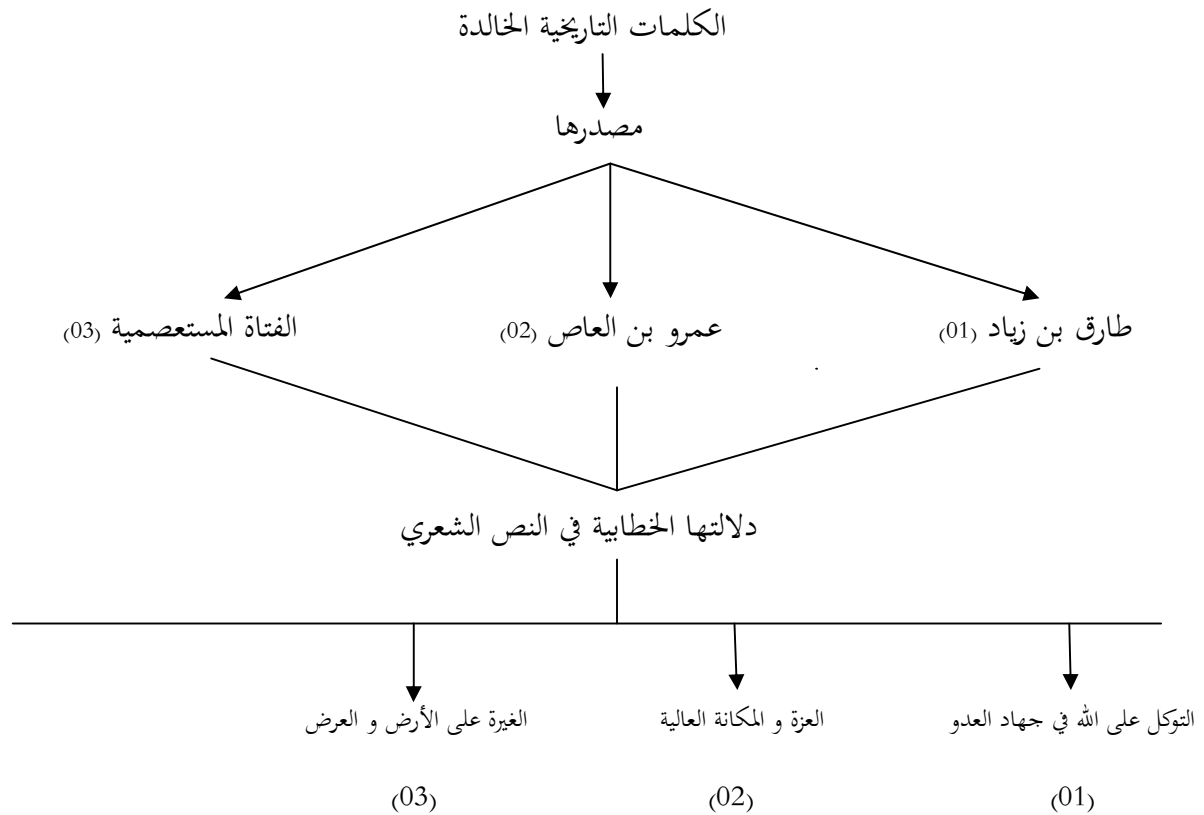 الكلمات التاريخية الخالدة
مصدرها
طارق بن زياد (01)
عمرو بن العاص (02)
الفتاة المستعصمية (03)
دلالتها الخطابية في النص الشعري
التوكل على الله في جهاد العدو
العزة و المكانة العالية
الغيرة على الأرض و العرض
(01)
(02)
(03)